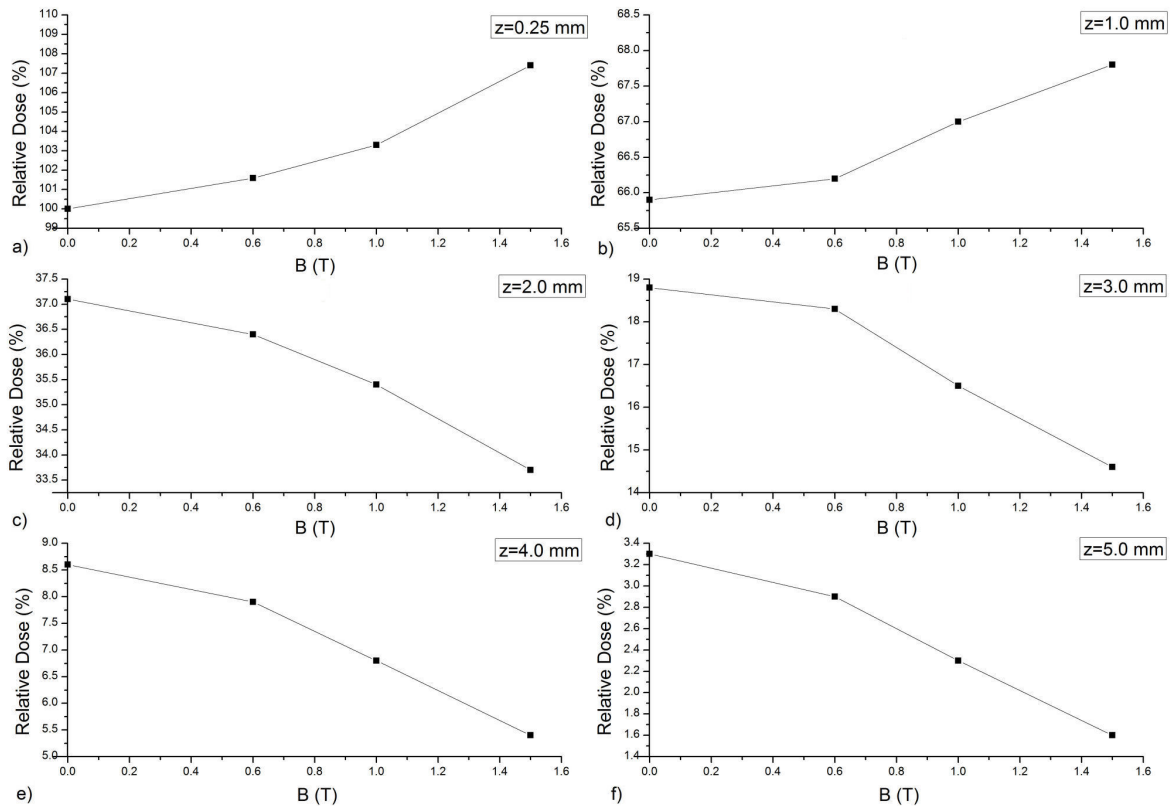 110
109
108
107
106
105
104
103
102
101
100
99
Relative Dose (%)
z=0.25 mm
0.0 0.2 0.4 0.6 0.8 1.0 1.2 1.4 1.6
B (T)
a)
68.5
68.0
67.5
67.0
66.5
66.0
65.5
Relative Dose (%)
z=1.0 mm
0.0 0.2 0.4 0.6 0.8 1.0 1.2 1.4 1.6
B (T)
b)
37.5
37.0
36.5
36.0
35.5
35.0
34.5
34.0
33.5
Relative Dose (%)
z=2.0 mm
0.0 0.2 0.4 0.6 0.8 1.0 1.2 1.4 1.6
B (T)
c)
19
18
17
16
15
14
Relative Dose (%)
z=3.0 mm
0.0 0.2 0.4 0.6 0.8 1.0 1.2 1.4 1.6
B (T)
d)
9.0
8.5
8.0
7.5
7.0
6.5
6.0
5.5
5.0
Relative Dose (%)
z=4.0 mm
0.0 0.2 0.4 0.6 0.8 1.0 1.2 1.4 1.6
B (T)
e)
3.4
3.2
3.0
2.8
2.6
2.4
2.2
2.0
1.8
1.6
1.4
Relative Dose (%)
z=5.0 mm
0.0 0.2 0.4 0.6 0.8 1.0 1.2 1.4 1.6
B (T)
f)